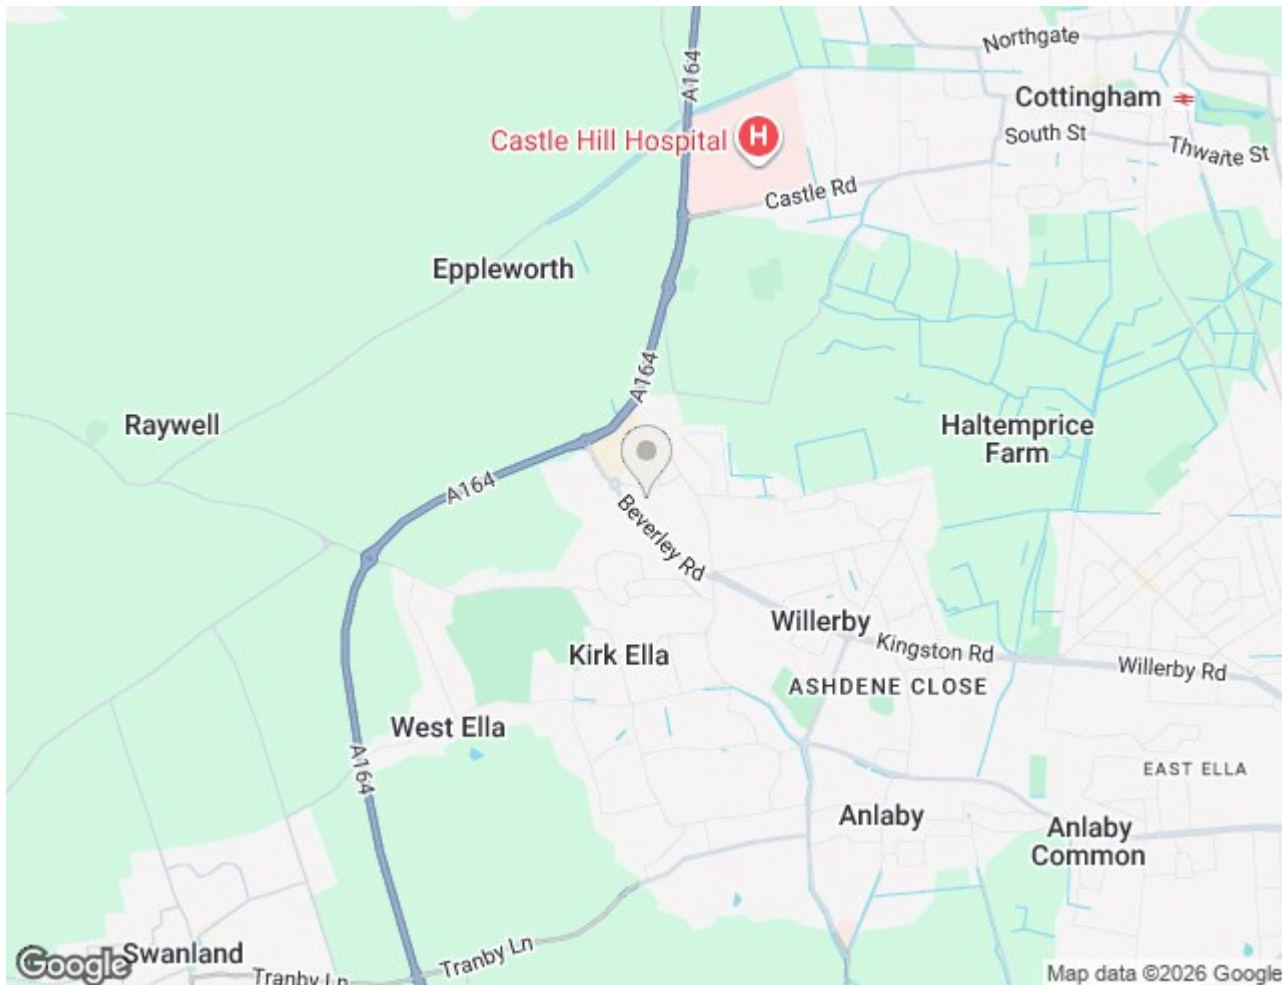 Northgate
A164
Cottingham
Castle Hill Hospital
H
South St
Thwaite St
Castle Rd
Eppleworth
A164
Raywell
Haltemprice
Farm
A164
Beverley Rd
Willerby
Kingston Rd
Kirk Ella
Willerby Rd
ASHDENE CLOSE
West Ella
A164
EAST ELLA
Anlaby
Anlaby
Common
Swanland
Tranby Ln
Tranby Ln
Google
Map data ©2026 Google